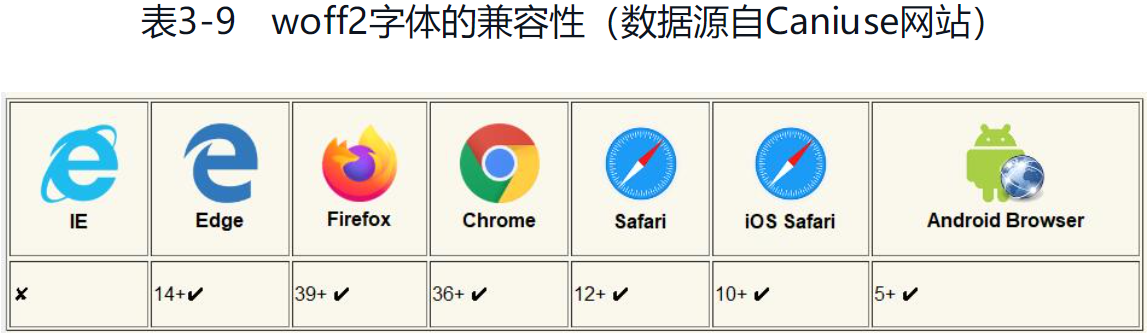 表3-9 woff2字体的兼容性（数据源自Caniuse网站）
IE Edge Firefox Chrome Safari iOS Safari Android Browser
✘ 14+✔ 39+ ✔ 36+ ✔ 12+ ✔ 10+ ✔ 5+ ✔